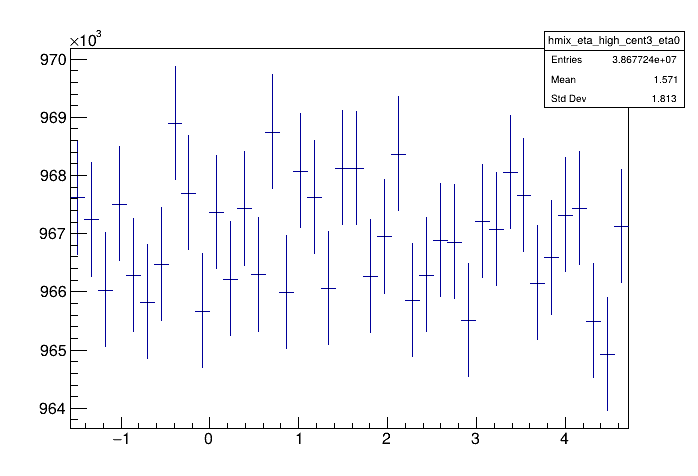 ×10³
hmix_eta_high_cent3_eta0
Entries 3.867724e+07
Mean 1.571
Std Dev 1.813
970
969
968
967
966
965
964
−1 0 1 2 3 4